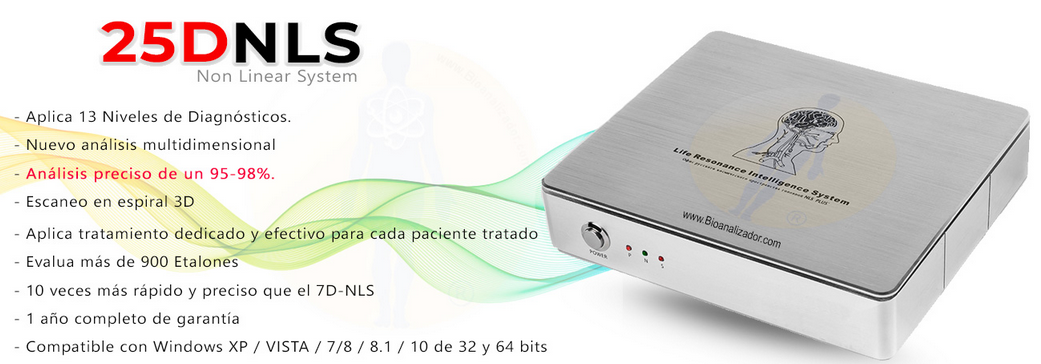 25DNLS
Non Linear System
- Aplica 13 Niveles de Diagnósticos.
- Nuevo análisis multidimensional
- Análisis preciso de un 95-98%.
- Escaneo en espiral 3D
- Aplica tratamiento dedicado y efectivo para cada paciente tratado
- Evalua más de 900 Etalones
- 10 veces más rápido y preciso que el 7D-NLS
- 1 año completo de garantía
- Compatible con Windows XP / VISTA / 7/8 / 8.1 / 10 de 32 y 64 bits
Life Resonance Intelligence System
NLS PLUS
www.Bioanalizador.com
POWER
P N S